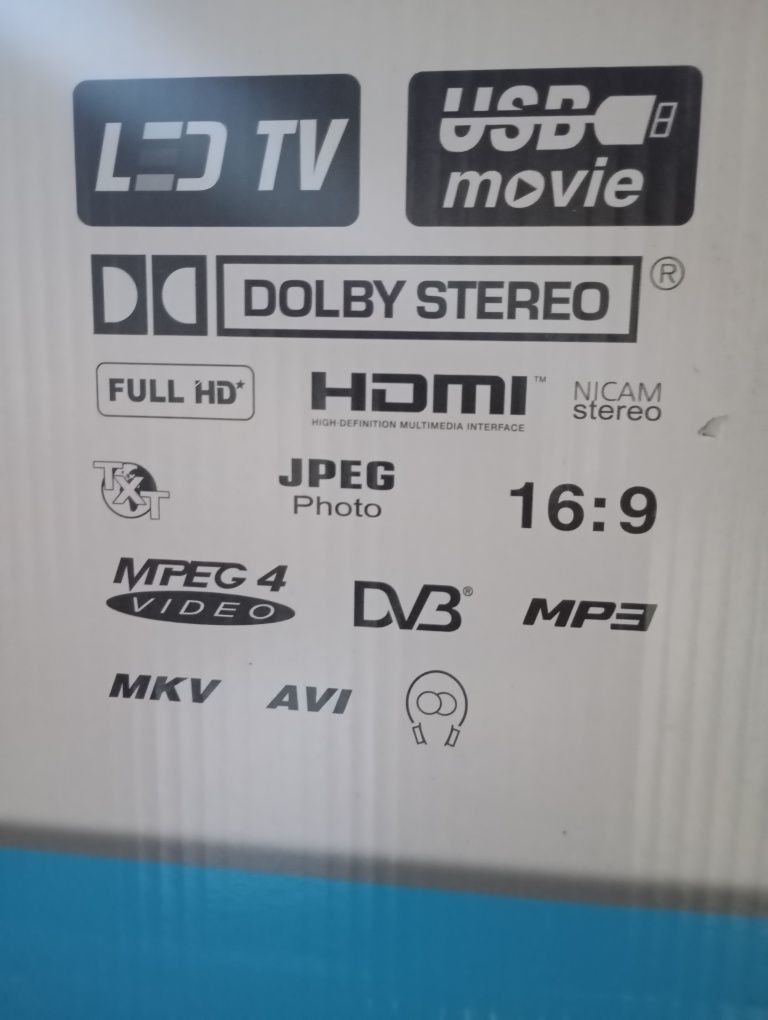 LED TV
USB
movie
DOLBY STEREO ®
FULL HD*
HDMI™
HIGH-DEFINITION MULTIMEDIA INTERFACE
NICAM
stereo
TXT
JPEG
Photo
16:9
MPEG 4
VIDEO
DVB®
MP3
MKV
AVI